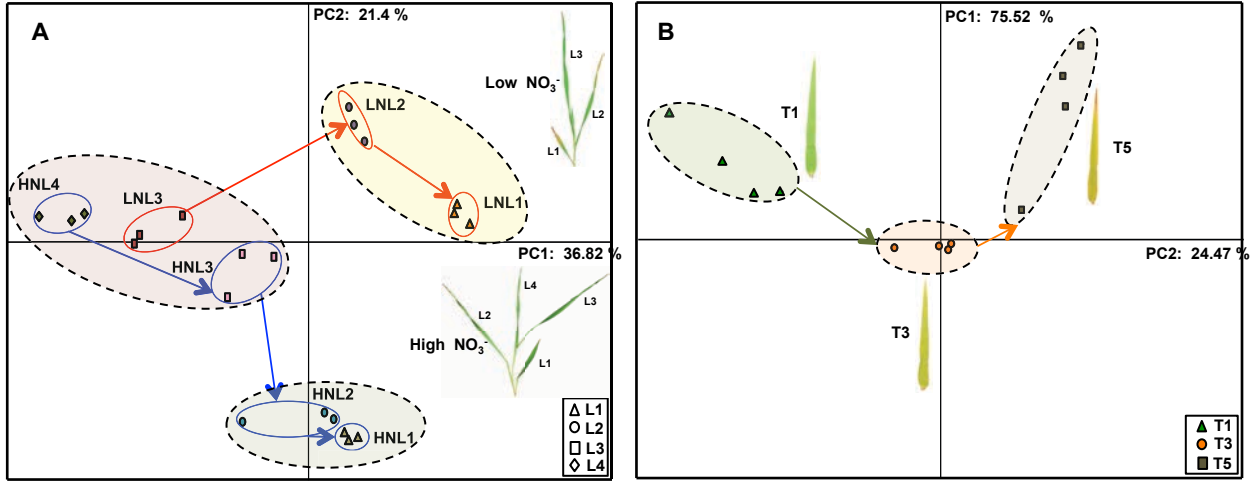 A
PC2: 21.4 %
L3
Low NO₃⁻
L2
L1
LNL2
HNL4
LNL3
LNL1
PC1: 36.82 %
HNL3
L4
L3
L2
High NO₃⁻
L1
HNL2
HNL1
L1
L2
L3
L4
B
PC1: 75.52 %
T1
T5
PC2: 24.47 %
T3
T1
T3
T5